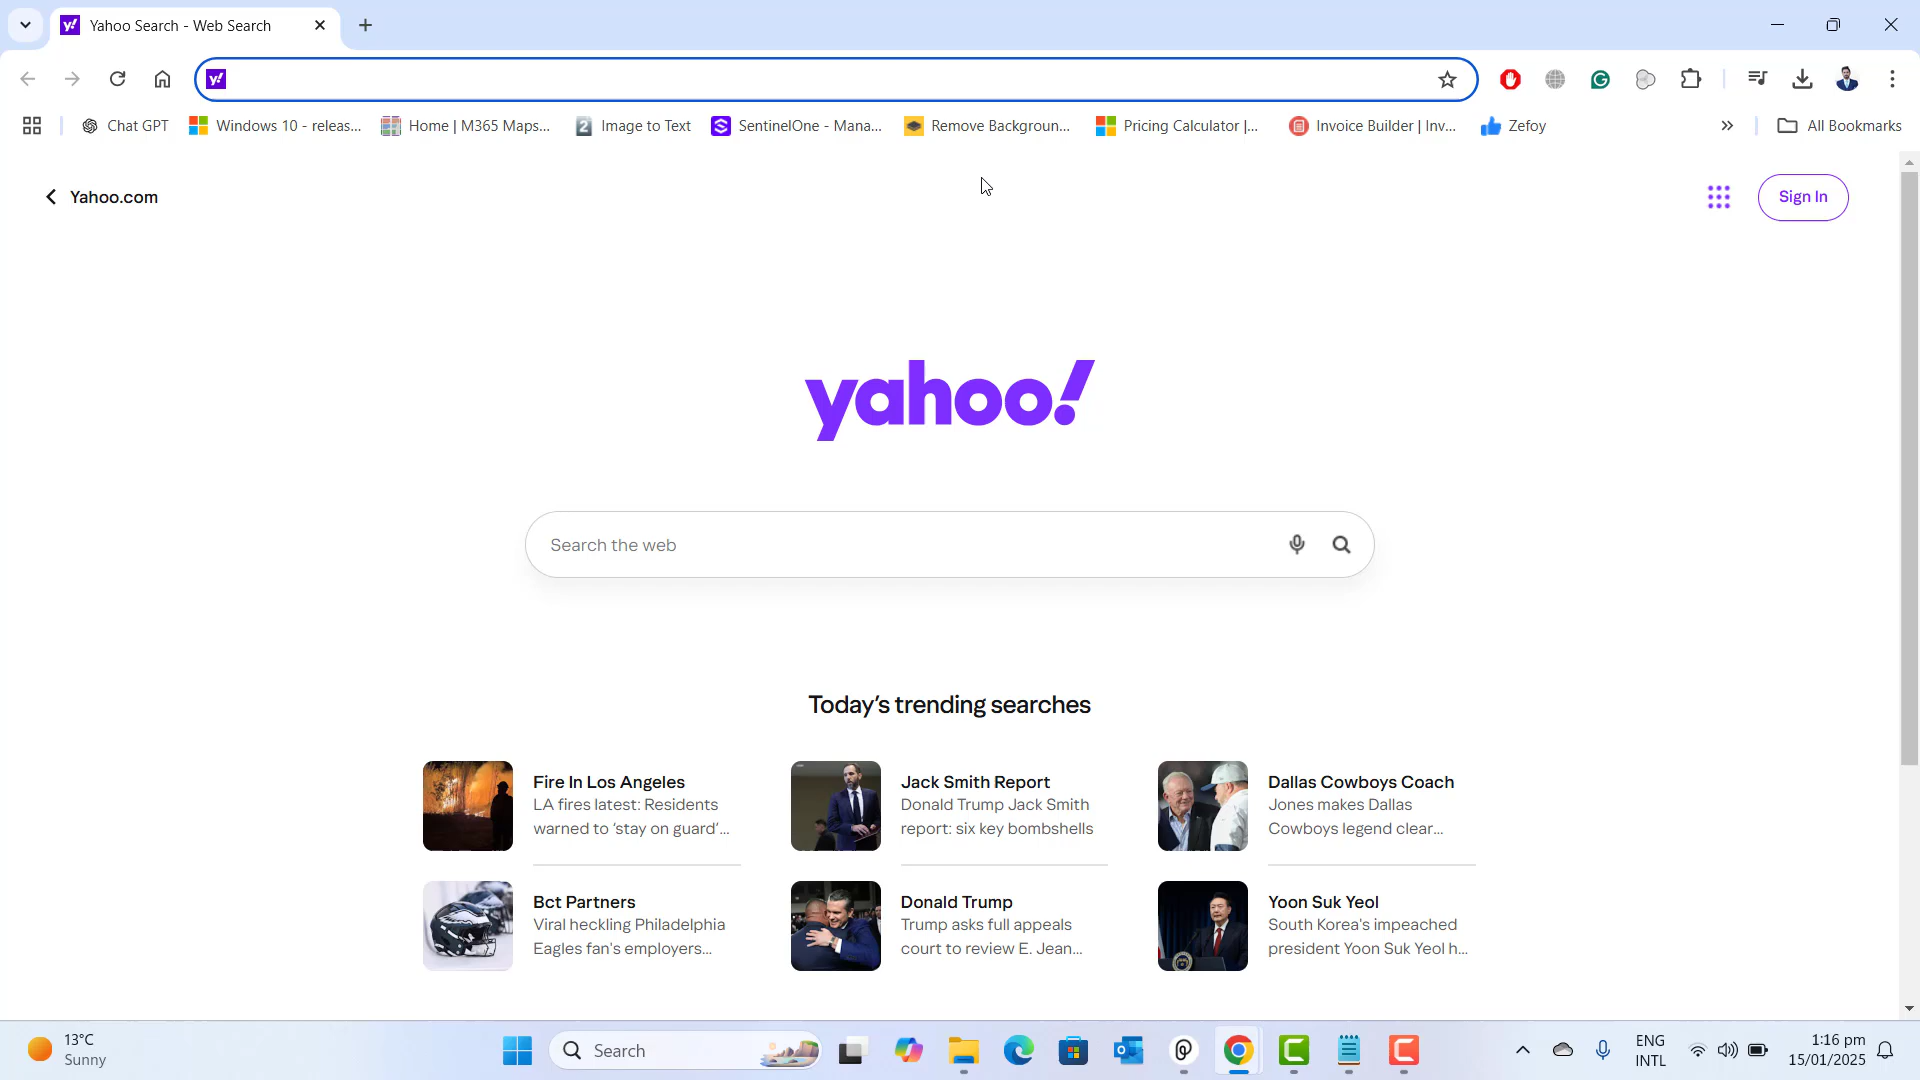 Yahoo Search - Web Search
Chat GPT
Windows 10 - releas...
Home | M365 Maps...
Image to Text
SentinelOne - Mana...
Remove Backgroun...
Pricing Calculator |...
Invoice Builder | Inv...
Zefoy
All Bookmarks
Yahoo.com
Sign In
yahoo!
Search the web
Today's trending searches
Fire In Los Angeles
LA fires latest: Residents
warned to 'stay on guard'...
Jack Smith Report
Donald Trump Jack Smith
report: six key bombshells
Dallas Cowboys Coach
Jones makes Dallas
Cowboys legend clear...
Bct Partners
Viral heckling Philadelphia
Eagles fan's employers...
Donald Trump
Trump asks full appeals
court to review E. Jean...
Yoon Suk Yeol
South Korea's impeached
president Yoon Suk Yeol h...
13°C
Sunny
Search
ENG
INTL
1:16 pm
15/01/2025